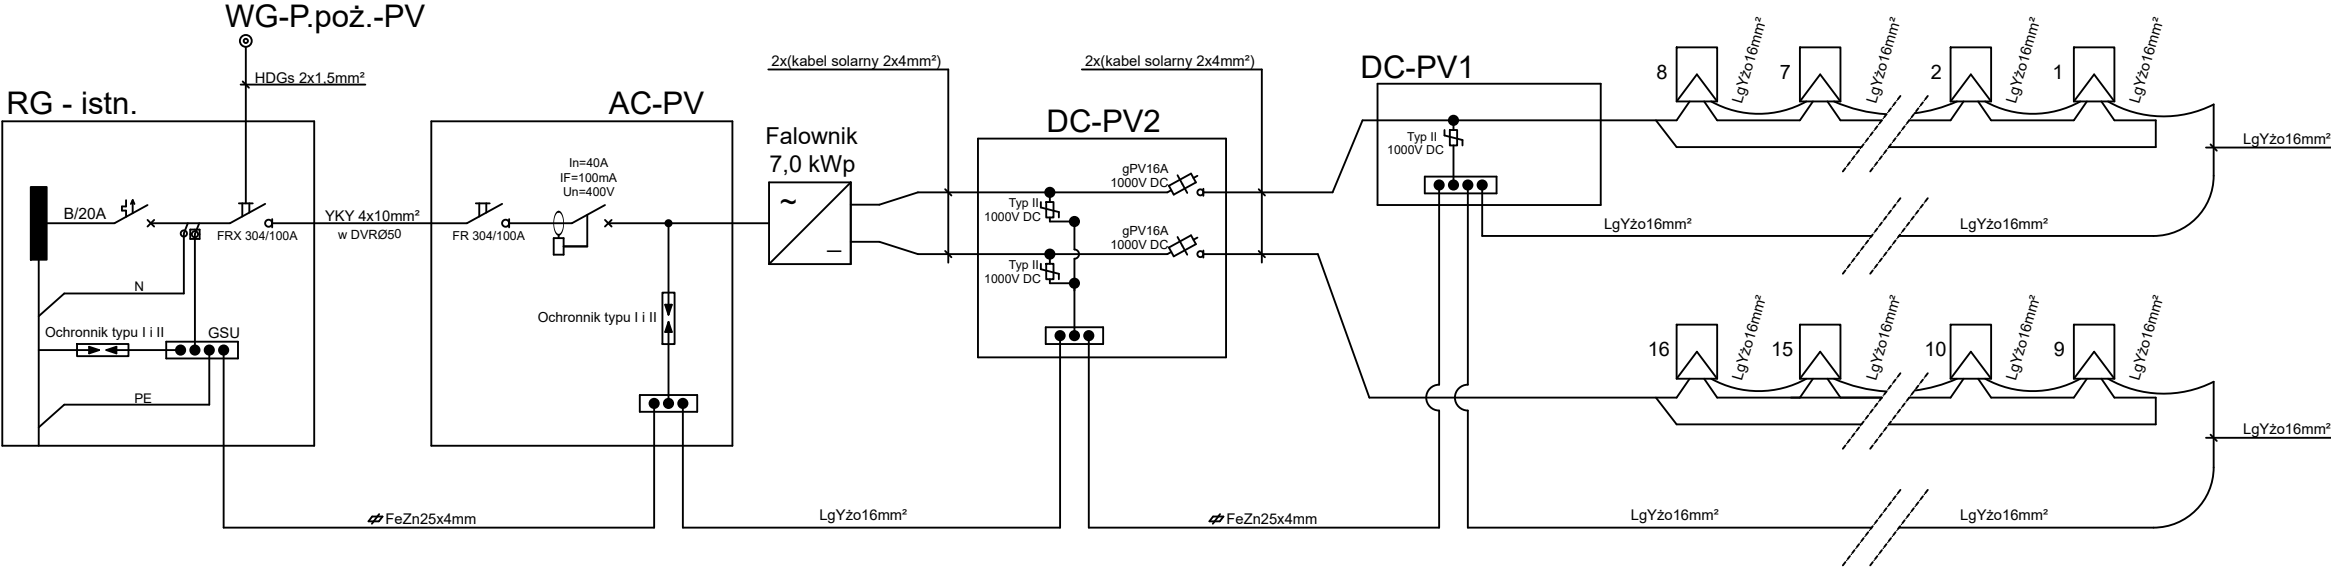 WG-P.poż.-PV
HDGs 2x1,5mm²
RG - istn.
B/20A
FRX 304/100A
N
Ochronnik typu I i II
GSU
PE
YKY 4x10mm²
w DVRØ50
AC-PV
FR 304/100A
In=40A
IF=100mA
Un=400V
Ochronnik typu I i II
FeZn25x4mm
Falownik
7,0 kWp
~
_
2x(kabel solarny 2x4mm²)
LgYżo16mm²
DC-PV2
Typ II
1000V DC
gPV16A
1000V DC
Typ II
1000V DC
gPV16A
1000V DC
2x(kabel solarny 2x4mm²)
FeZn25x4mm
DC-PV1
Typ II
1000V DC
8
LgYżo16mm²
7
LgYżo16mm²
2
LgYżo16mm²
1
LgYżo16mm²
LgYżo16mm²
LgYżo16mm²
LgYżo16mm²
16
LgYżo16mm²
15
LgYżo16mm²
10
LgYżo16mm²
9
LgYżo16mm²
LgYżo16mm²
LgYżo16mm²
LgYżo16mm²